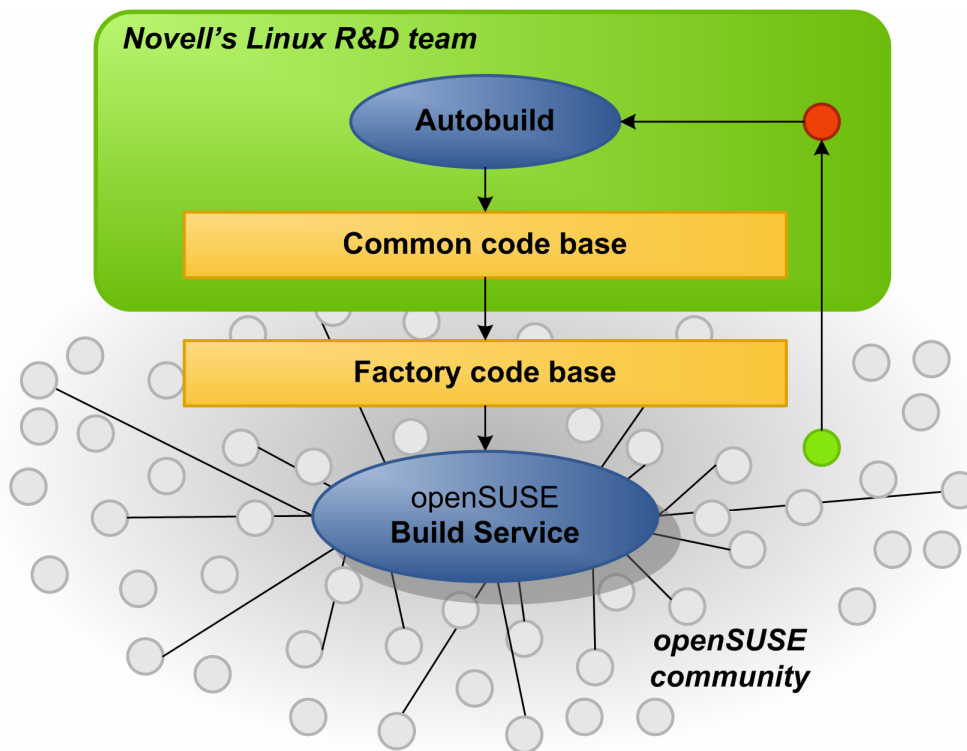 Novell's Linux R&D team
Autobuild
Common code base
Factory code base
openSUSE
Build Service
openSUSE
community